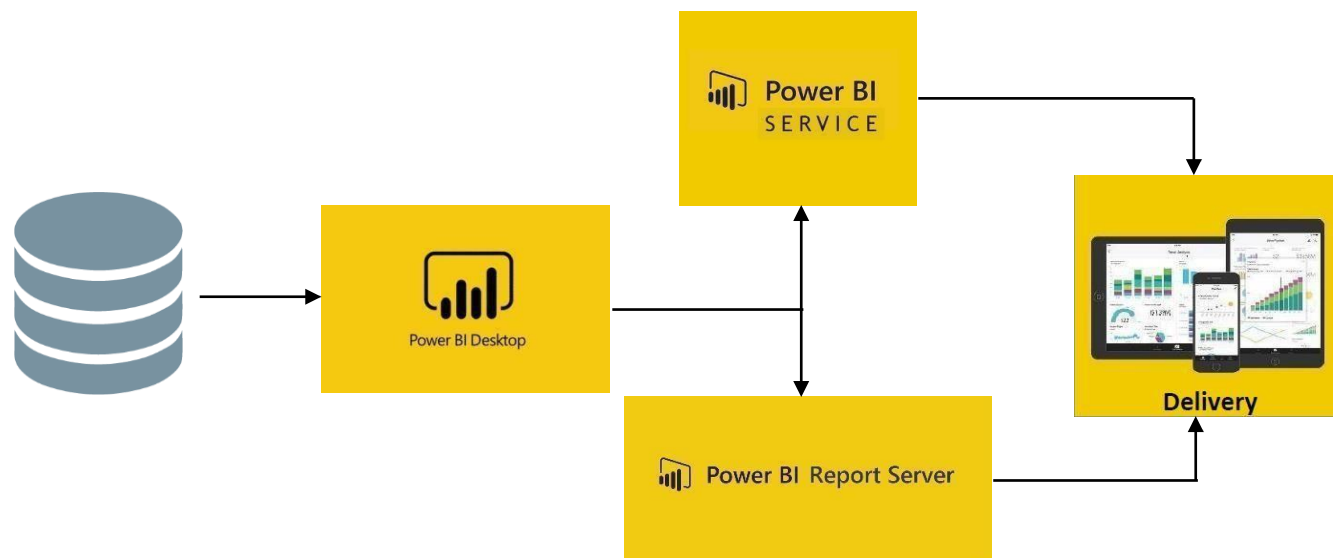 Power BI
SERVICE
Power BI Desktop
Delivery
Power BI Report Server